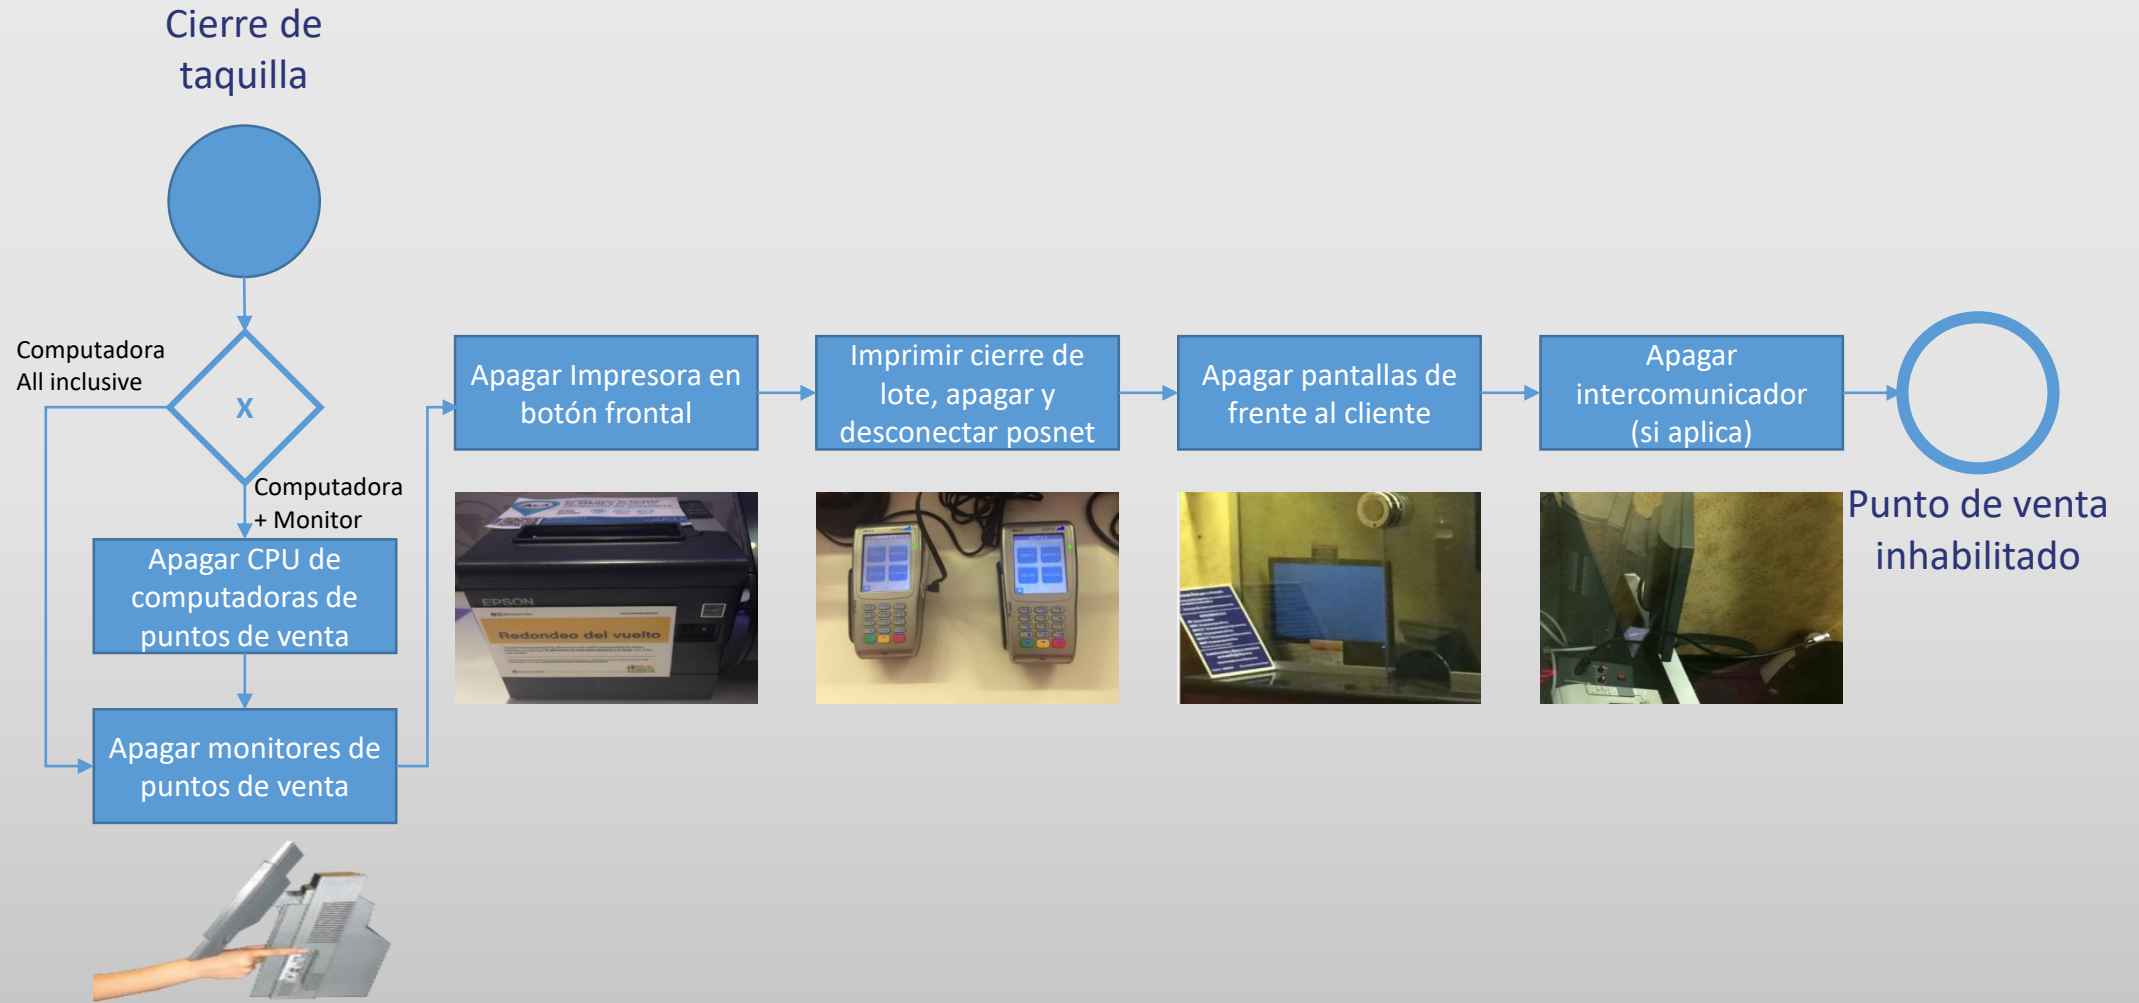 Cierre de
taquilla
Computadora
All inclusive
X
Computadora
+ Monitor
Apagar CPU de
computadoras de
puntos de venta
Apagar monitores de
puntos de venta
Apagar Impresora en
botón frontal
Imprimir cierre de
lote, apagar y
desconectar posnet
Apagar pantallas de
frente al cliente
Apagar
intercomunicador
(si aplica)
Punto de venta
inhabilitado
EPSON
Redondeo del vuelto